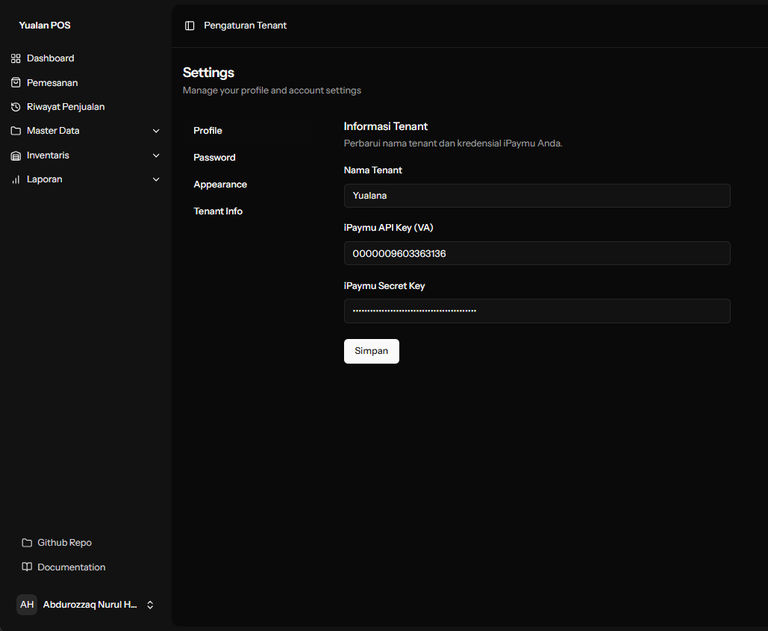 Yualan POS
Dashboard
Pemesanan
Riwayat Penjualan
Master Data
Inventaris
Laporan
Github Repo
Documentation
AH
Abdurozzaq Nurul H...
Pengaturan Tenant
Settings
Manage your profile and account settings
Profile
Password
Appearance
Tenant Info
Informasi Tenant
Perbarui nama tenant dan kredensial iPaymu Anda.
Nama Tenant
Yualana
iPaymu API Key (VA)
0000009603363136
iPaymu Secret Key
Simpan